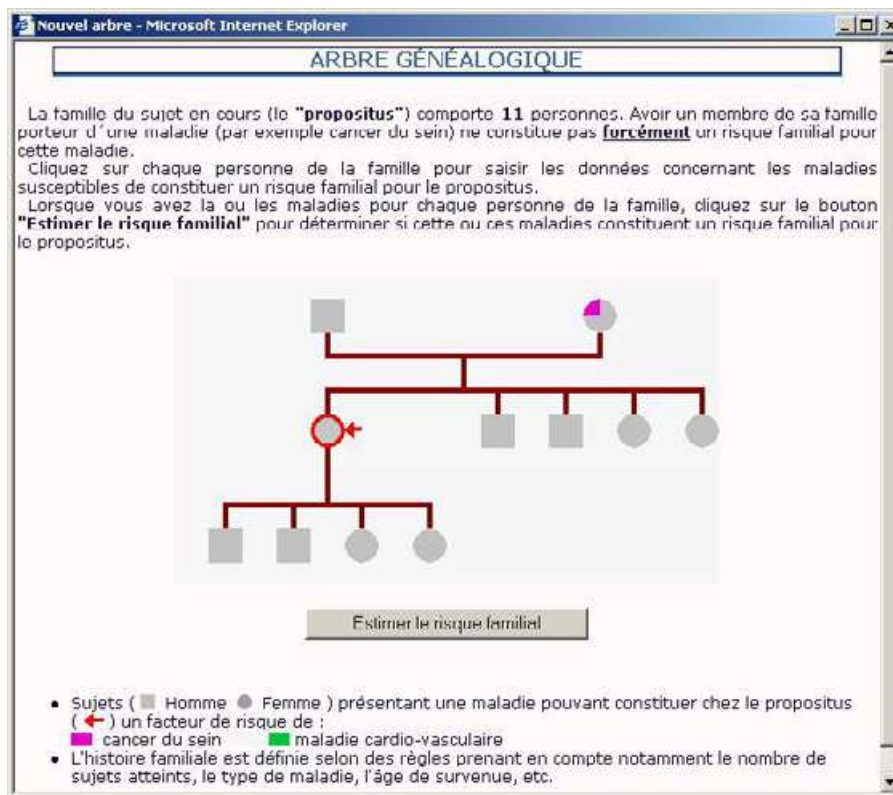 Nouvel arbre - Microsoft Internet Explorer
ARBRE GÉNÉALOGIQUE
La famille du sujet en cours (le "propositus") comporte 11 personnes. Avoir un membre de sa famille
porteur d´une maladie (par exemple cancer du sein) ne constitue pas forcément un risque familial pour
cette maladie.
Cliquez sur chaque personne de la famille pour saisir les données concernant les maladies
susceptibles de constituer un risque familial pour le propositus.
Lorsque vous avez la ou les maladies pour chaque personne de la famille, cliquez sur le bouton
"Estimer le risque familial" pour déterminer si cette ou ces maladies constituent un risque familial pour
le propositus.
Estimer le risque familial
• Sujets ( Homme Femme ) présentant une maladie pouvant constituer chez le propositus
( ← ) un facteur de risque de :
cancer du sein maladie cardio-vasculaire
• L'histoire familiale est définie selon des règles prenant en compte notamment le nombre de
sujets atteints, le type de maladie, l'âge de survenue, etc.